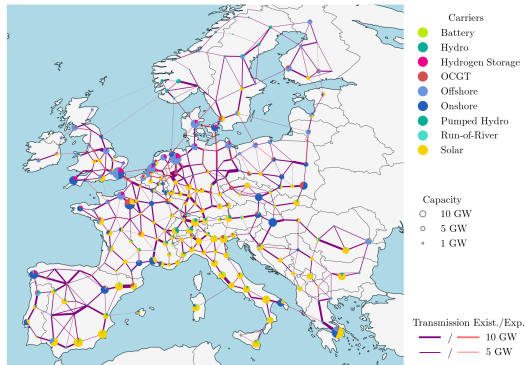 Carriers
Battery
Hydro
Hydrogen Storage
OCGT
Offshore
Onshore
Pumped Hydro
Run-of-River
Solar
Capacity
10 GW
5 GW
1 GW
Transmission Exist./Exp.
/ 10 GW
/ 5 GW